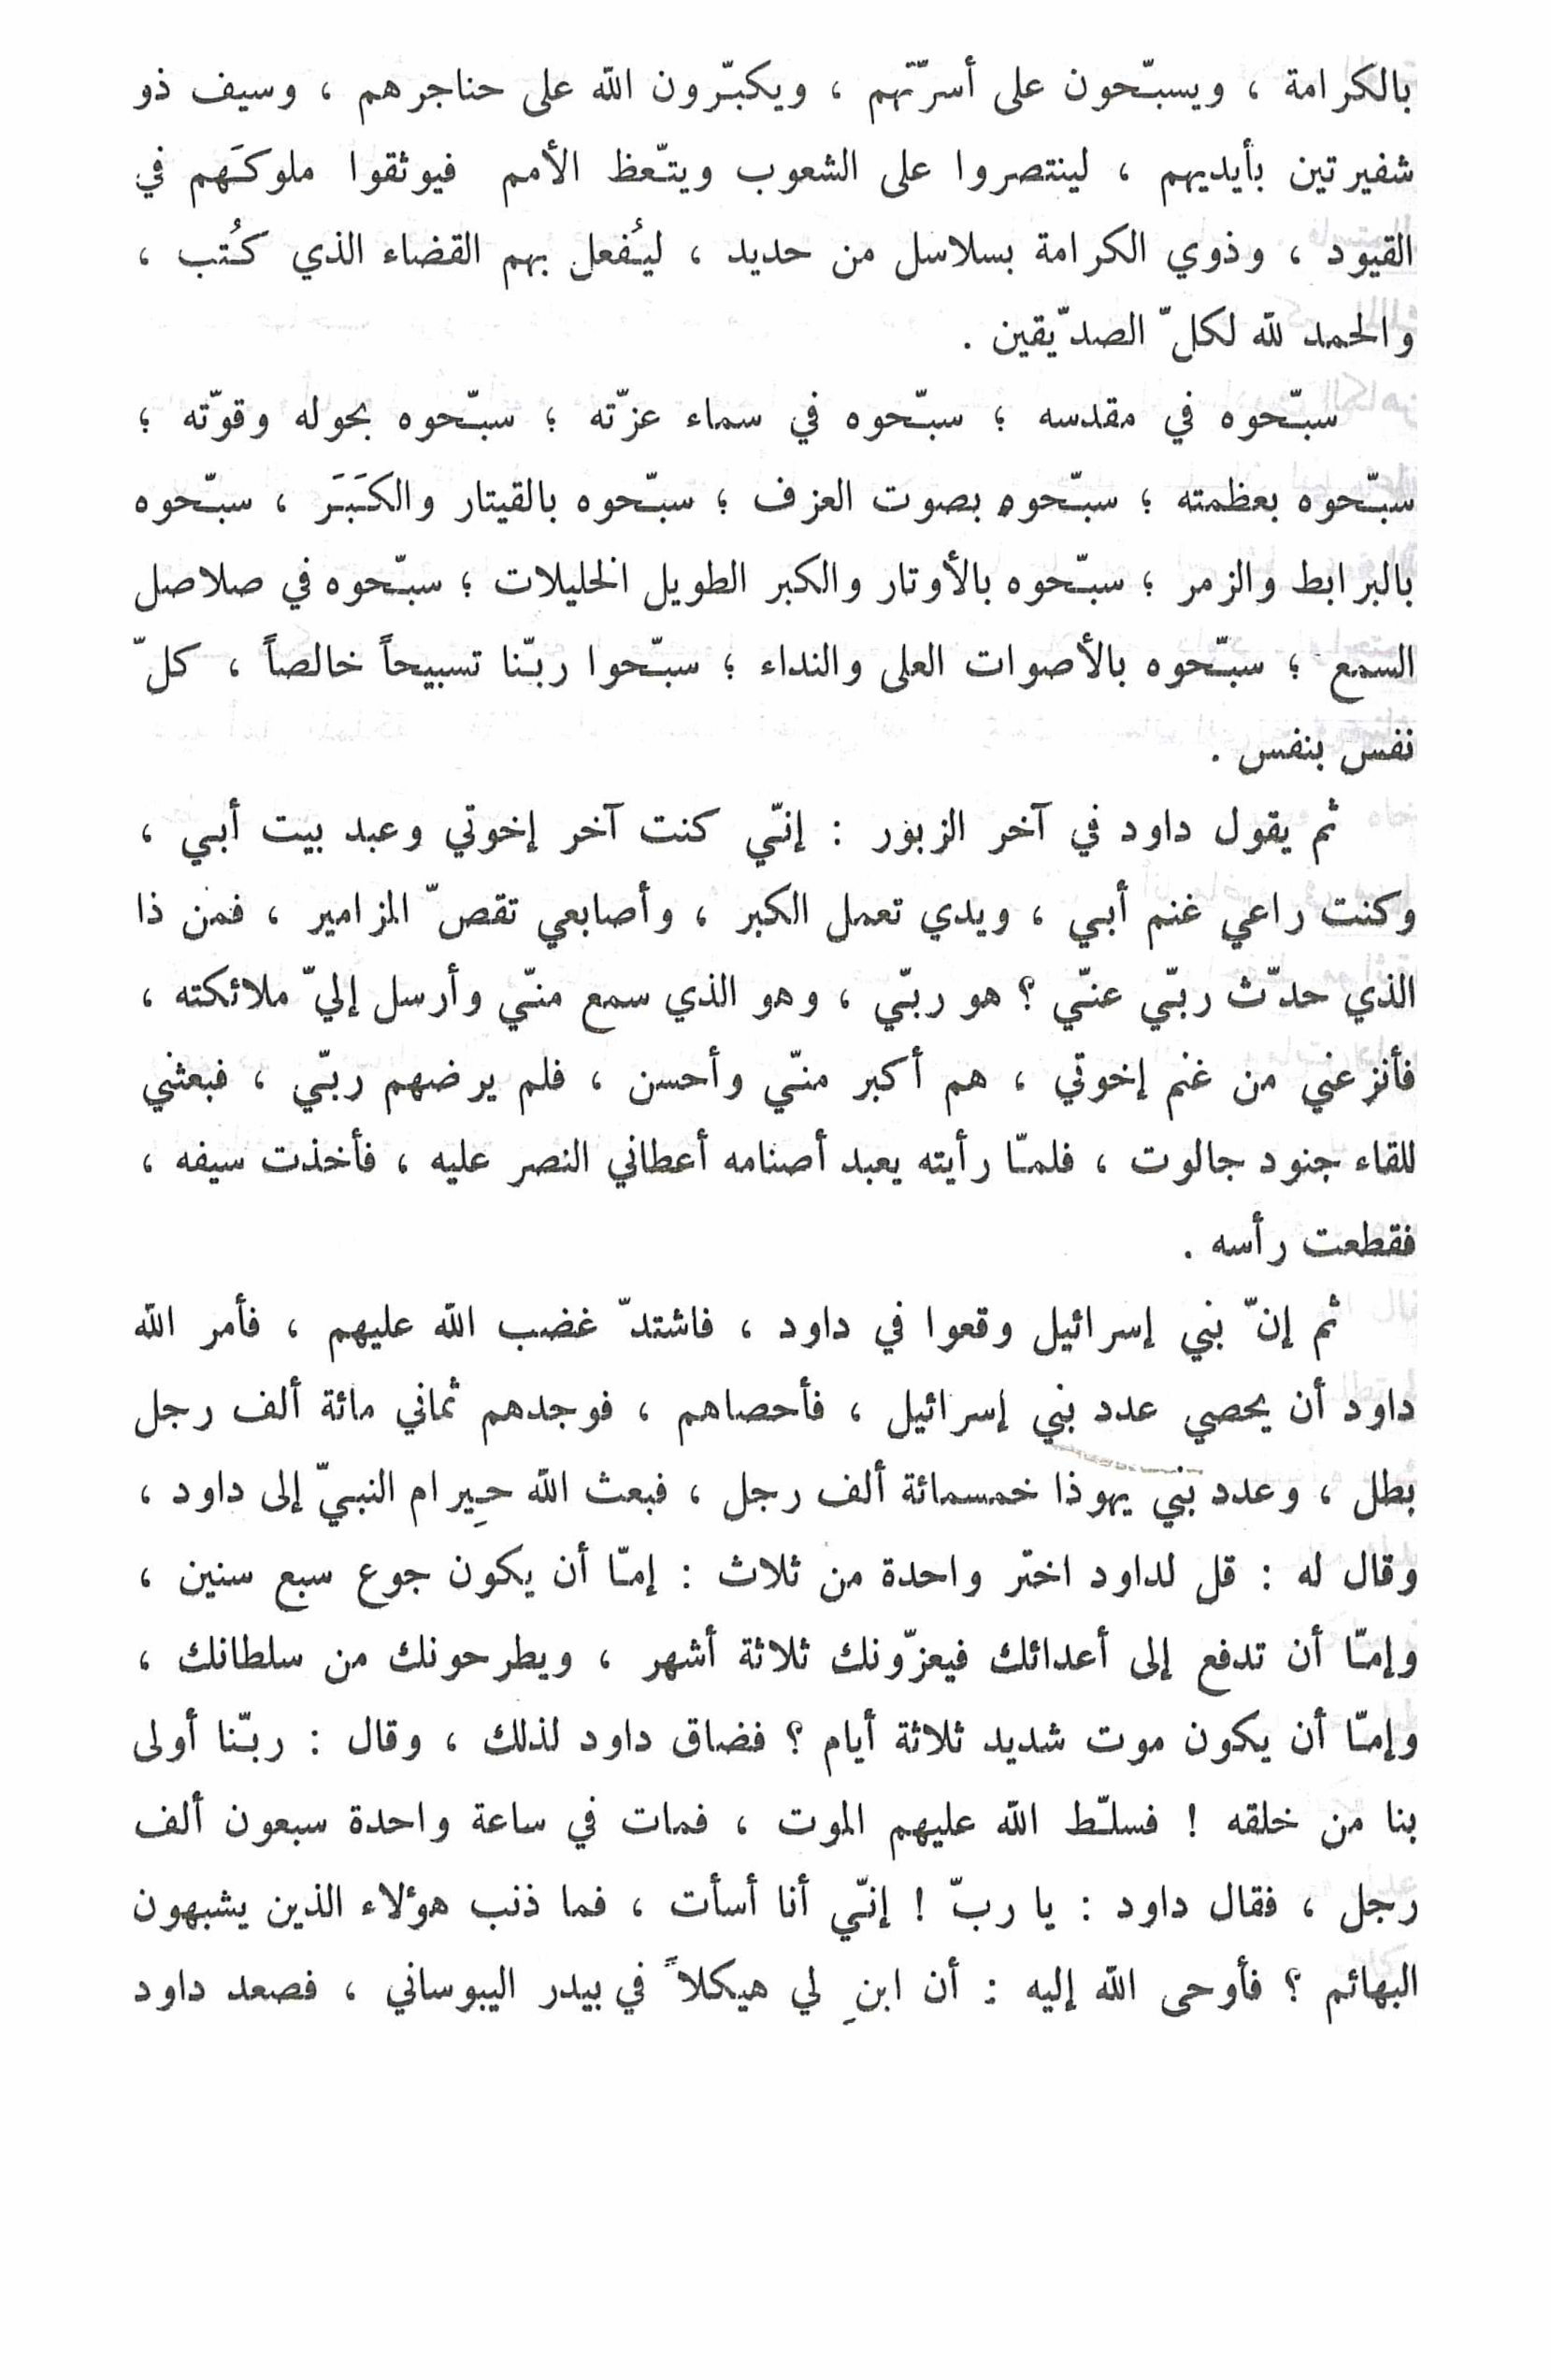 بالكرامة ، ويسبّحون على أسرّتهم ، ويكبّرون الله على حناجرهم ، وسيف ذو
شفيرتين بأيديهم ، لينتصروا على الشعوب ويتّعظ الأمم فيوثقوا ملوكَهم في
القيود ، وذوي الكرامة بسلاسل من حديد ، ليُفعل بهم القضاء الذي كُتب ،
والحمد لله لكلّ الصدّيقين .
سبّحوه في مقدسه ؛ سبّحوه في سماء عزّته ؛ سبّحوه بحوله وقوّته ؛
سبّحوه بعظمته ؛ سبّحوه بصوت العزف ؛ سبّحوه بالقيتار والكَبَر ، سبّحوه
بالبرابط والزمر ؛ سبّحوه بالأوتار والكبر الطويل الخليلات ؛ سبّحوه في صلاصل
السمع ؛ سبّحوه بالأصوات العلى والنداء ؛ سبّحوا ربّنا تسبيحاً خالصاً ، كلّ
نفس بنفس .
ثم يقول داود في آخر الزبور : إنّي كنت آخر إخوتي وعبد بيت أبي ،
وكنت راعي غنم أبي ، ويدي تعمل الكبر ، وأصابعي تقصّ المزامير ، فمن ذا
الذي حدّث ربّي عنّي ؟ هو ربّي ، وهو الذي سمع منّي وأرسل إليّ ملائكته ،
فأنزعني من غنم إخوتي ، هم أكبر منّي وأحسن ، فلم يرضهم ربّي ، فبعثني
للقاء جنود جالوت ، فلمّا رأيته يعبد أصنامه أعطاني النصر عليه ، فأخذت سيفه ،
فقطعت رأسه .
ثم إنّ بني إسرائيل وقعوا في داود ، فاشتدّ غضب الله عليهم ، فأمر الله
داود أن يحصي عدد بني إسرائيل ، فأحصاهم ، فوجدهم ثماني مائة ألف رجل
بطل ، وعدد بني يهوذا خمسمائة ألف رجل ، فبعث الله حِيرام النبيّ إلى داود ،
وقال له : قل لداود اختر واحدة من ثلاث : إمّا أن يكون جوع سبع سنين ،
وإمّا أن تدفع إلى أعدائك فيعزّونك ثلاثة أشهر ، ويطرحونك من سلطانك ،
وإمّا أن يكون موت شديد ثلاثة أيام ؟ فضاق داود لذلك ، وقال : ربّنا أولى
بنا من خلقه ! فسلّط الله عليهم الموت ، فمات في ساعة واحدة سبعون ألف
رجل ، فقال داود : يا ربّ ! إنّي أنا أسأت ، فما ذنب هؤلاء الذين يشبهون
البهائم ؟ فأوحى الله إليه : أن ابنِ لي هيكلاً في بيدر اليبوساني ، فصعد داود